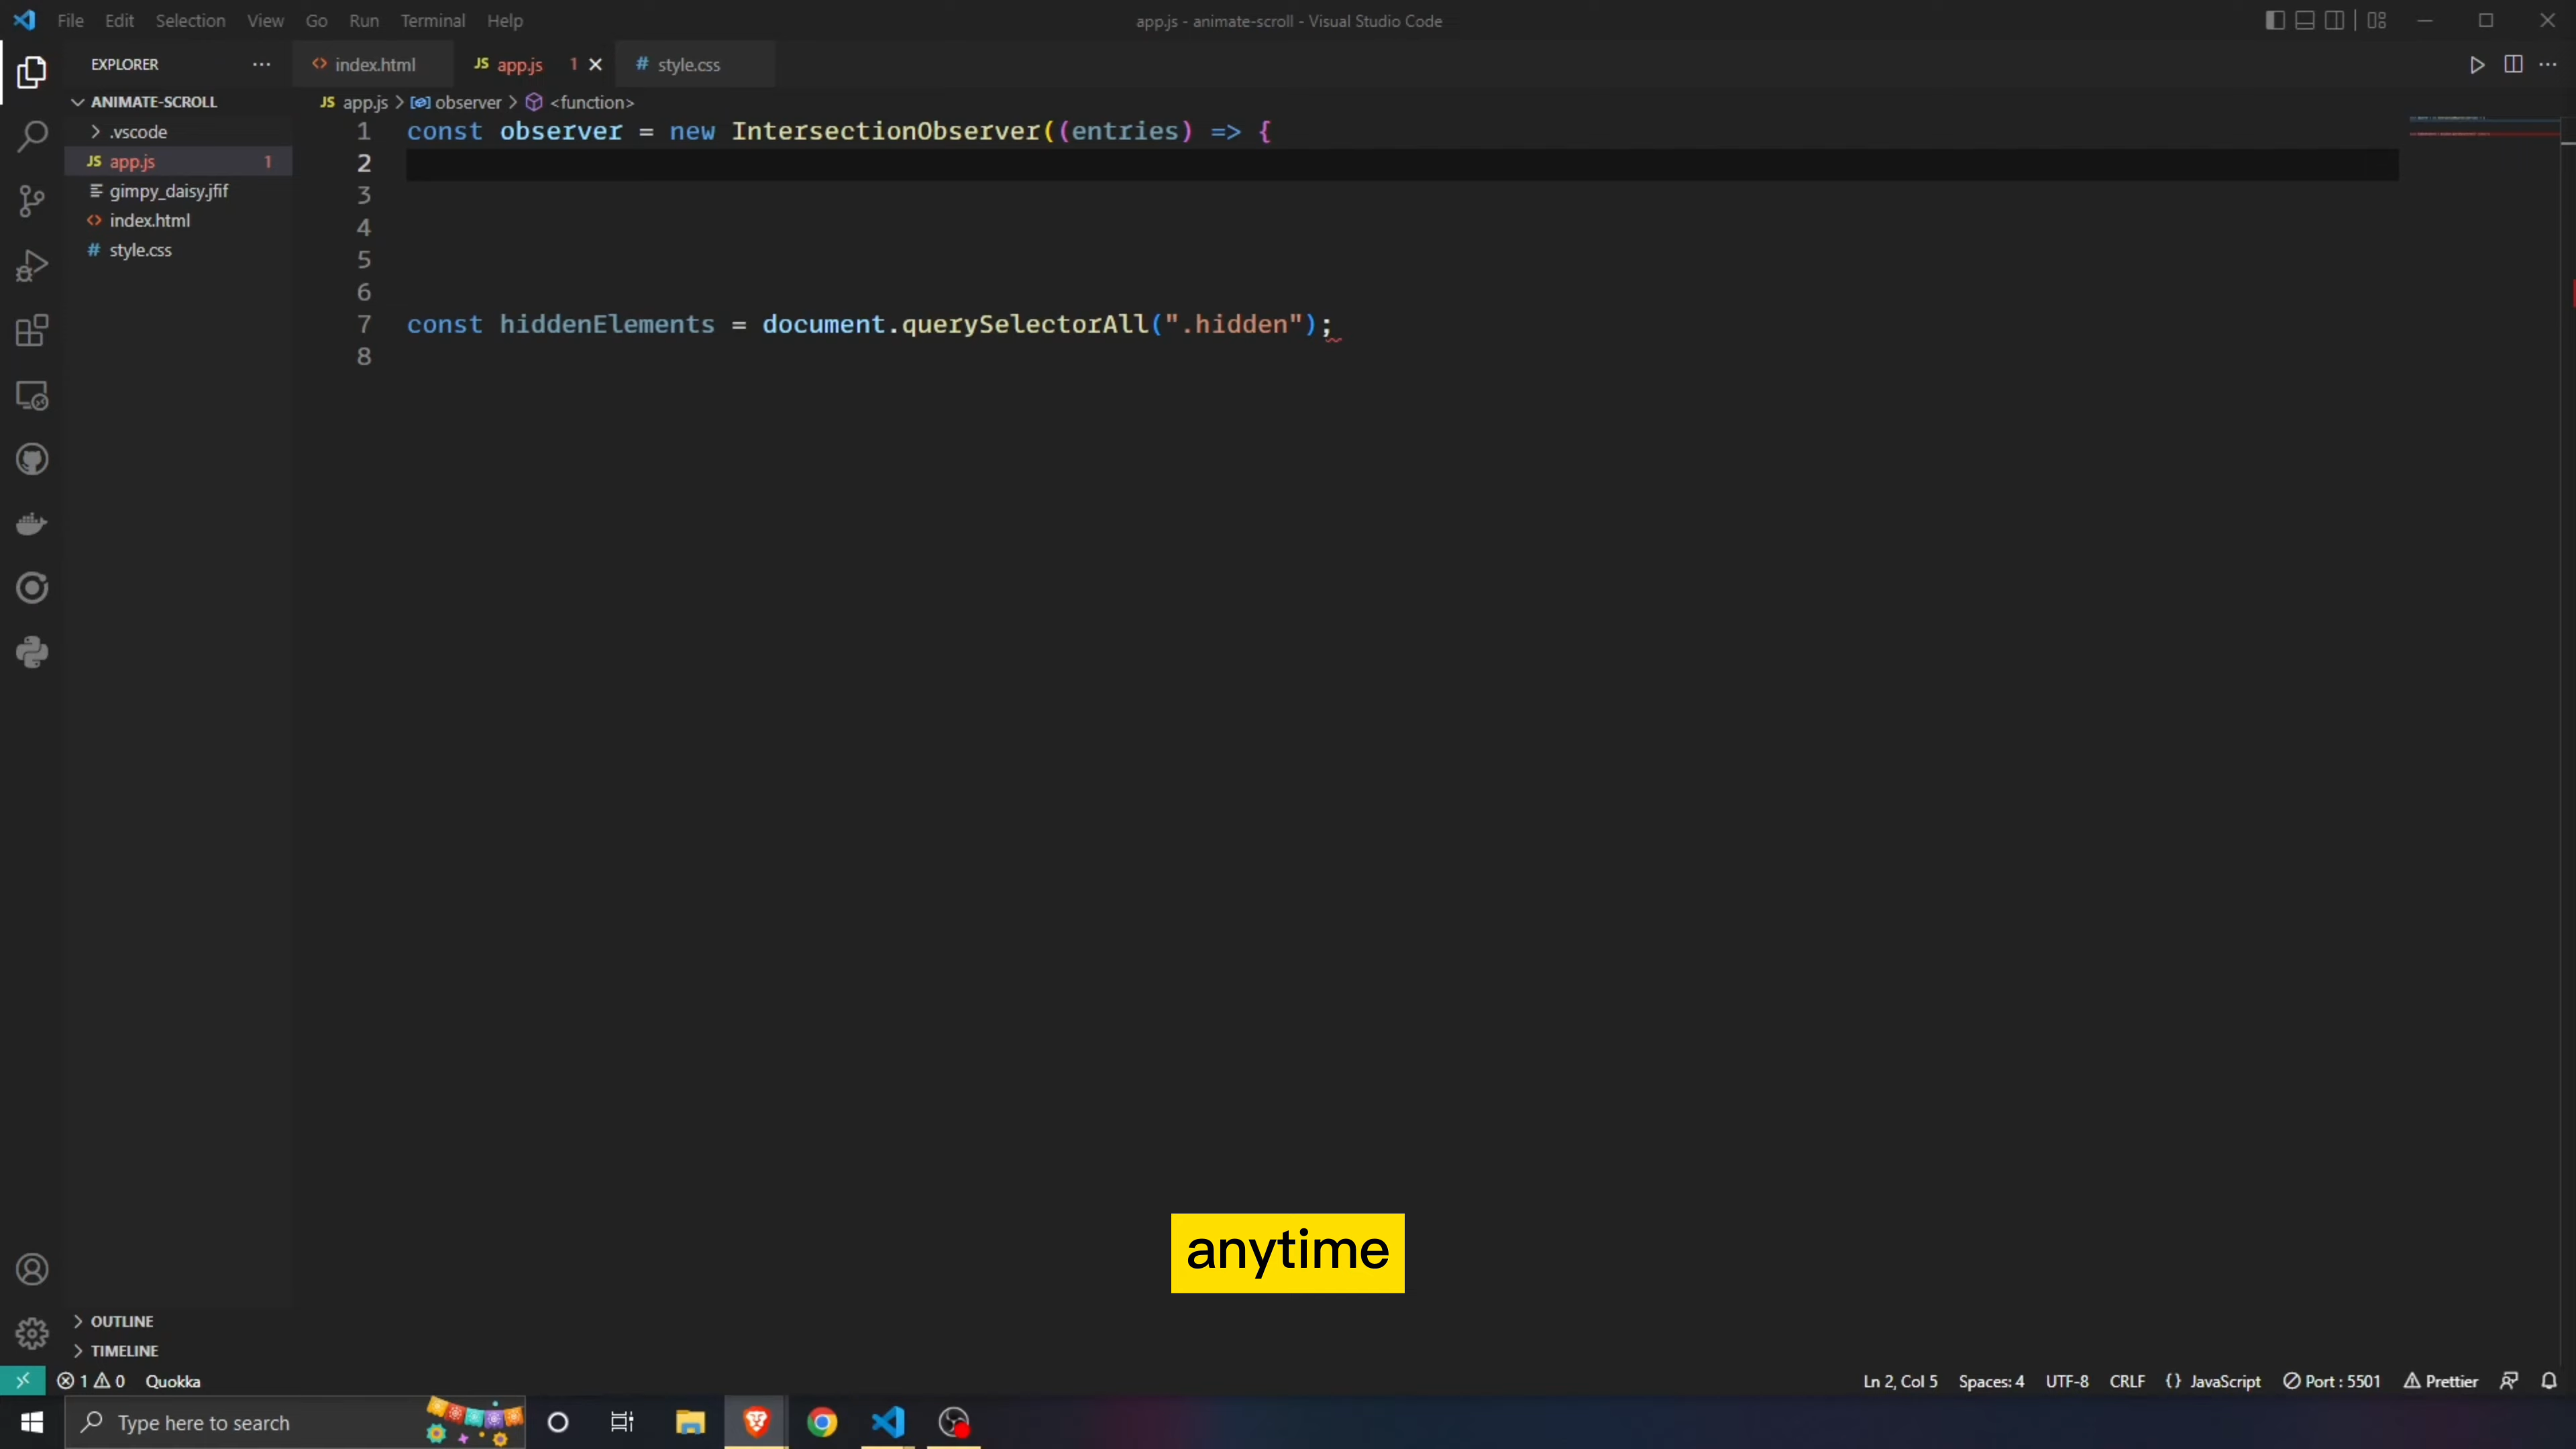 File Edit Selection View Go Run Terminal Help
app.js - animate-scroll - Visual Studio Code
EXPLORER
index.html
JS app.js 1
# style.css
ANIMATE-SCROLL
JS app.js > observer > <function>
.vscode
JS app.js 1
gimpy_daisy.jfif
index.html
# style.css
1 const observer = new IntersectionObserver((entries) => {
2
3
4
5
6
7 const hiddenElements = document.querySelectorAll(".hidden");
8
anytime
OUTLINE
TIMELINE
1 0 Quokka
Ln 2, Col 5 Spaces: 4 UTF-8 CRLF {} JavaScript Port : 5501 Prettier
Type here to search